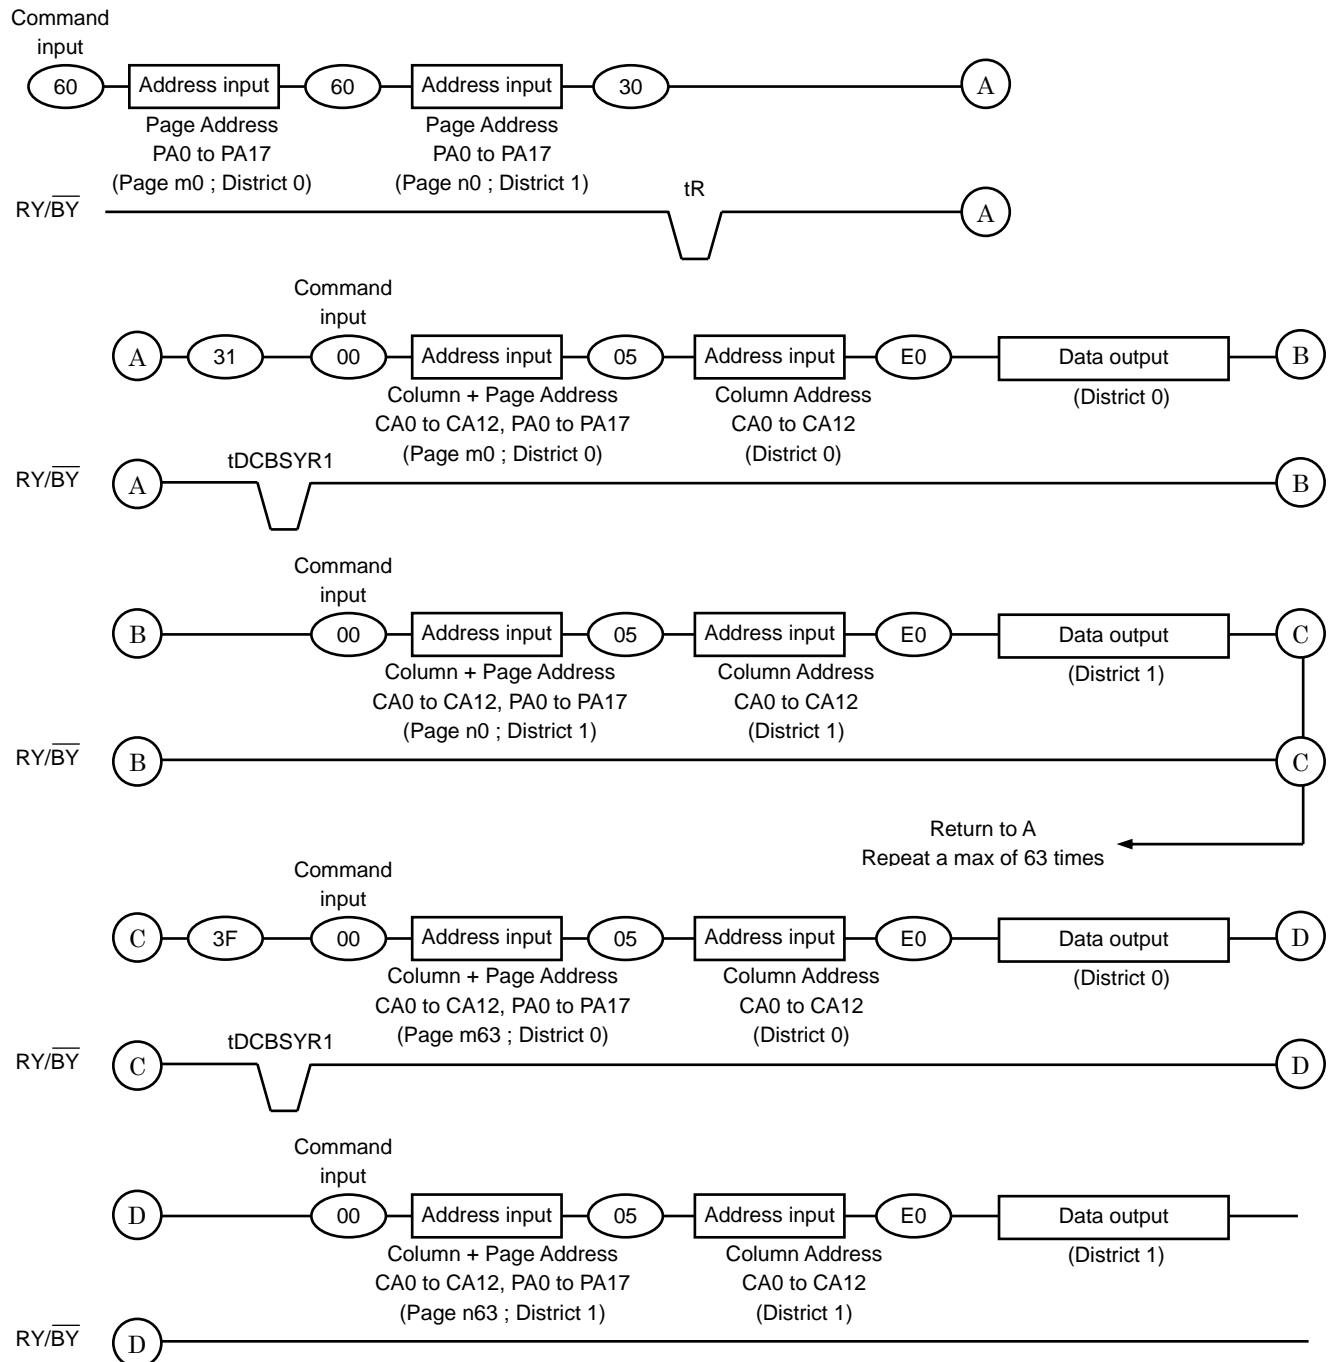 Command
input
60 Address input 60 Address input 30 A
Page Address
PA0 to PA17
(Page m0 ; District 0)
Page Address
PA0 to PA17
(Page n0 ; District 1)
tR
RY/BY A
Command
input
A 31 00 Address input 05 Address input E0 Data output B
Column + Page Address
CA0 to CA12, PA0 to PA17
(Page m0 ; District 0)
Column Address
CA0 to CA12
(District 0)
(District 0)
tDCBSYR1
RY/BY A B
Command
input
B 00 Address input 05 Address input E0 Data output C
Column + Page Address
CA0 to CA12, PA0 to PA17
(Page n0 ; District 1)
Column Address
CA0 to CA12
(District 1)
(District 1)
RY/BY B C
Return to A
Repeat a max of 63 times
Command
input
C 3F 00 Address input 05 Address input E0 Data output D
Column + Page Address
CA0 to CA12, PA0 to PA17
(Page m63 ; District 0)
Column Address
CA0 to CA12
(District 0)
(District 0)
tDCBSYR1
RY/BY C D
Command
input
D 00 Address input 05 Address input E0 Data output
Column + Page Address
CA0 to CA12, PA0 to PA17
(Page n63 ; District 1)
Column Address
CA0 to CA12
(District 1)
(District 1)
RY/BY D